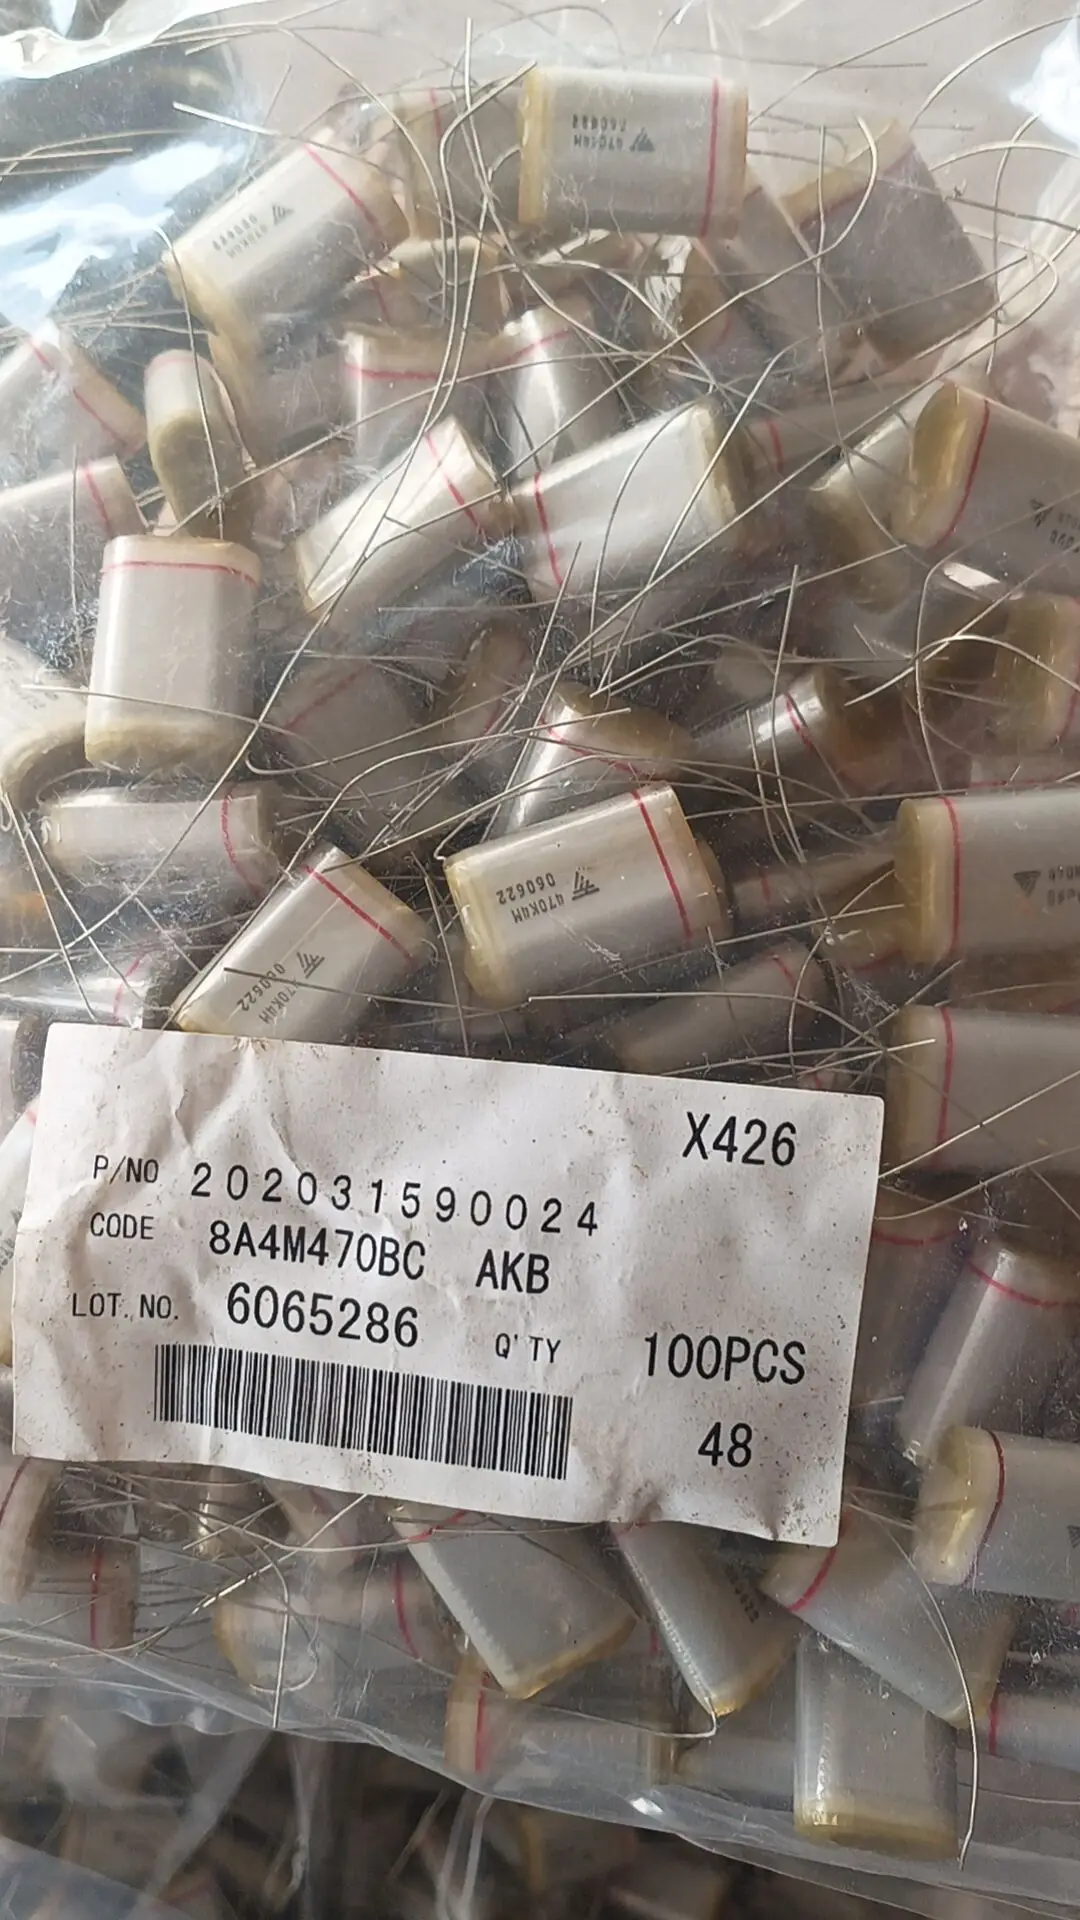 470K4M
060622
470K4M
060622
X426
P/NO 202031590024
CODE 8A4M470BC AKB
LOT. NO. 6065286 Q'TY 100PCS
48